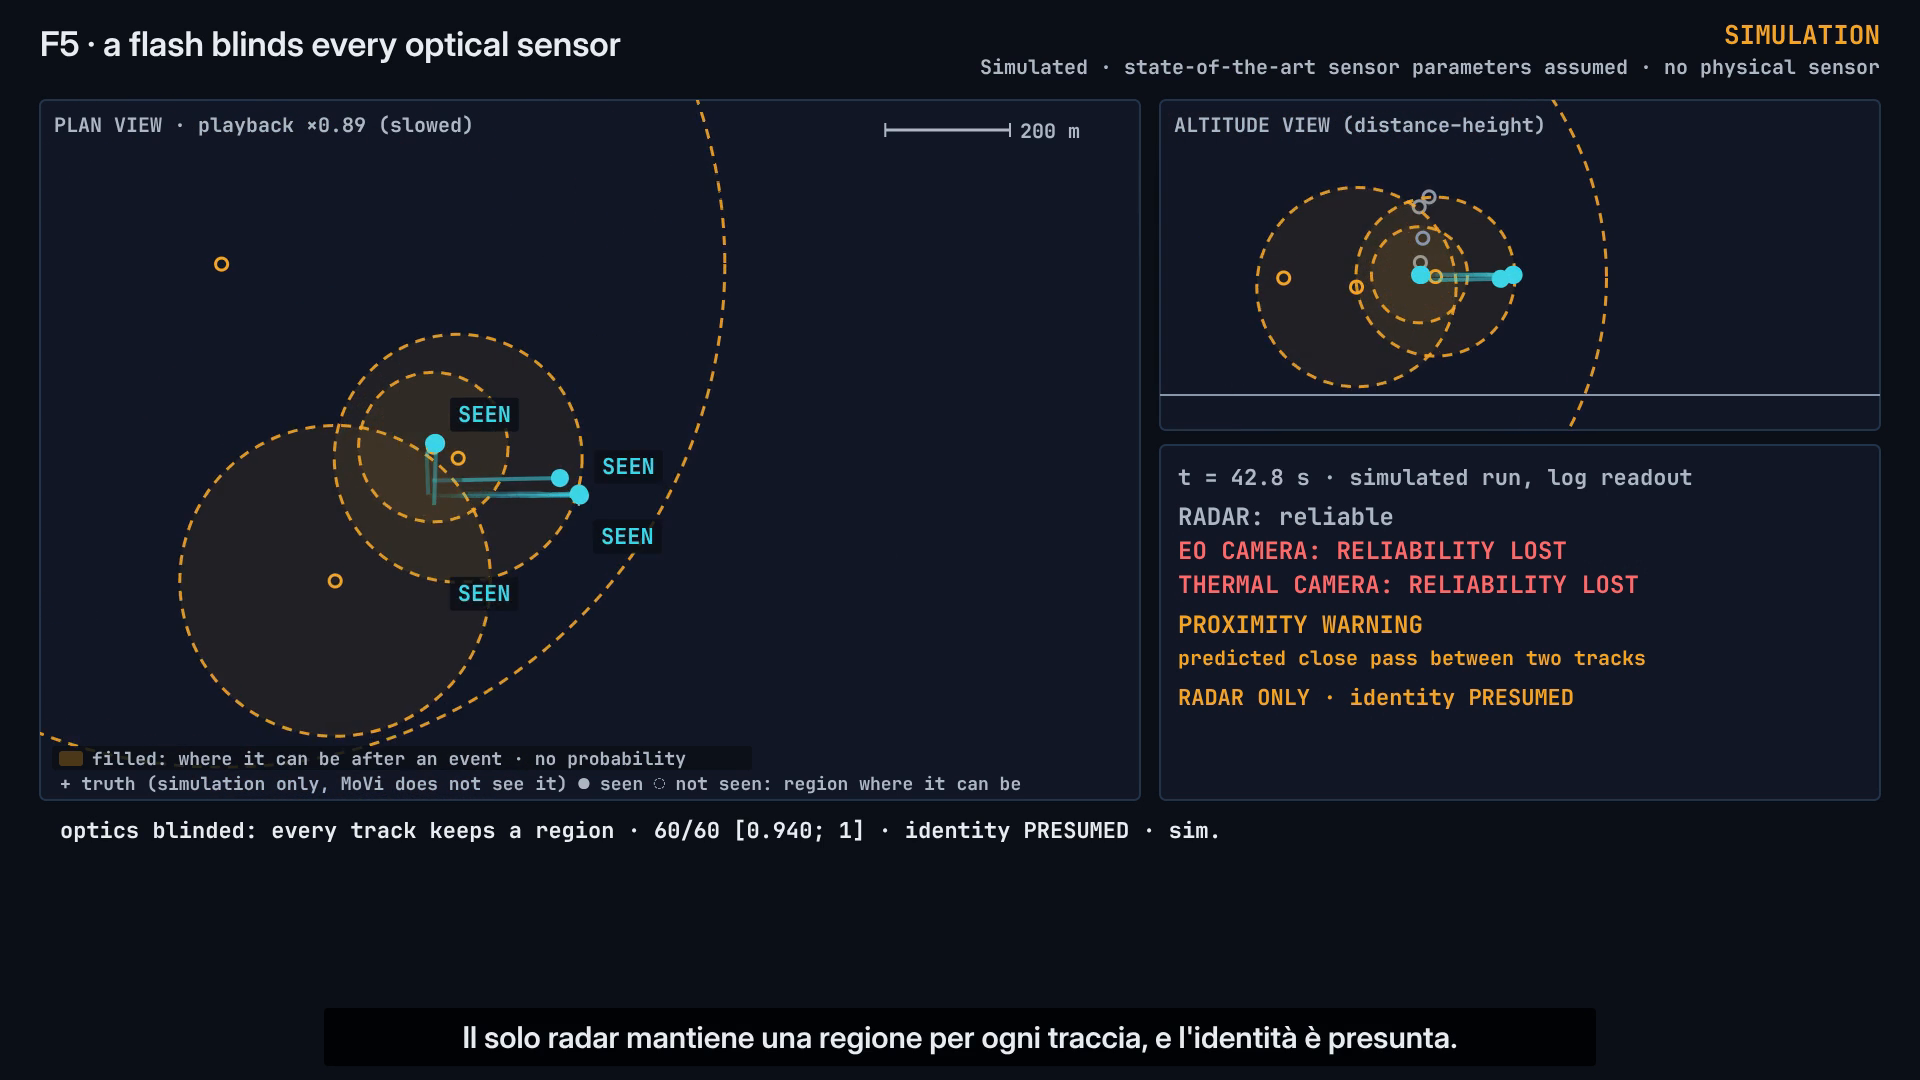 F5 · a flash blinds every optical sensor
SIMULATION
Simulated · state-of-the-art sensor parameters assumed · no physical sensor
PLAN VIEW · playback ×0.89 (slowed)
200 m
ALTITUDE VIEW (distance–height)
SEEN
SEEN
SEEN
SEEN
t = 42.8 s · simulated run, log readout
RADAR: reliable
EO CAMERA: RELIABILITY LOST
THERMAL CAMERA: RELIABILITY LOST
PROXIMITY WARNING
predicted close pass between two tracks
RADAR ONLY · identity PRESUMED
filled: where it can be after an event · no probability
+ truth (simulation only, MoVi does not see it) ● seen ◌ not seen: region where it can be
optics blinded: every track keeps a region · 60/60 [0.940; 1] · identity PRESUMED · sim.
Il solo radar mantiene una regione per ogni traccia, e l'identità è presunta.